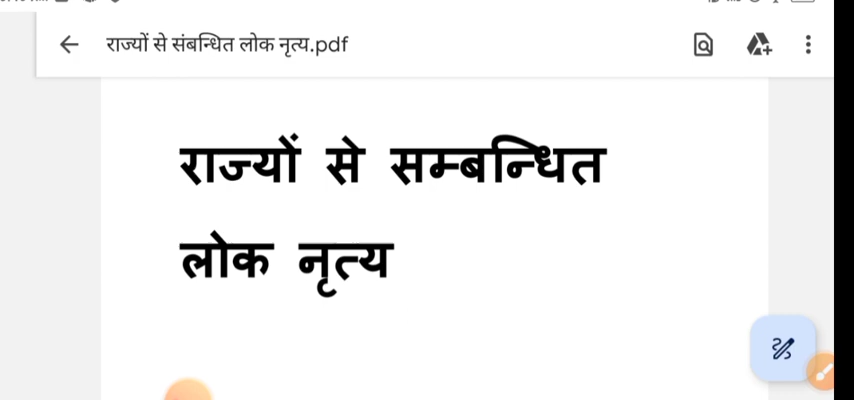 राज्यों से संबन्धित लोक नृत्य.pdf
राज्यों से सम्बन्धित
लोक नृत्य